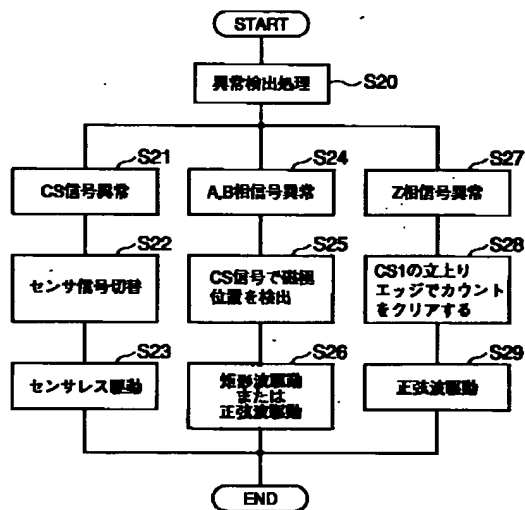 START
異常検出処理
S20
S21
CS信号異常
S22
センサ信号切替
S23
センサレス駆動
S24
A,B相信号異常
S25
CS信号で磁極
位置を検出
S26
矩形波駆動
または
正弦波駆動
S27
Z相信号異常
S28
CS1の立上り
エッジでカウント
をクリアする
S29
正弦波駆動
END